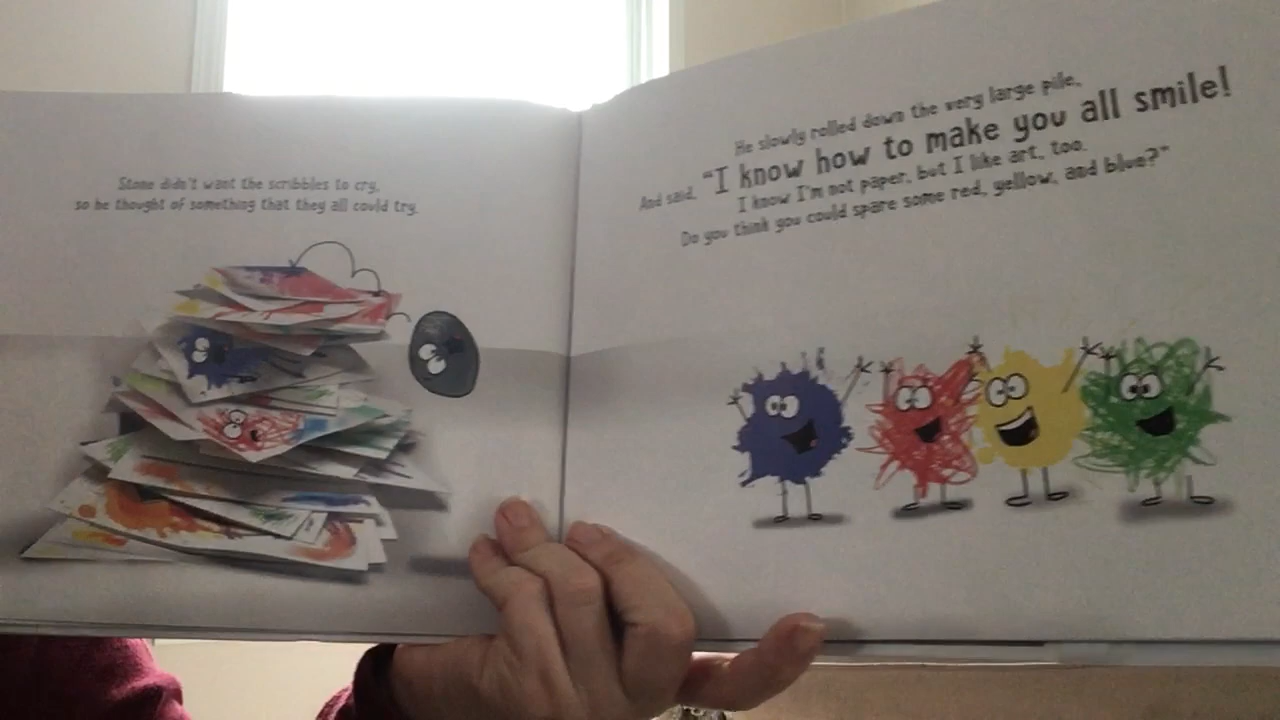 Stone didn't want the scribbles to cry,
so he thought of something that they all could try.
He slowly rolled down the very large pile,
And said, "I know how to make you all smile!
I know I'm not paper, but I like art, too.
Do you think you could spare some red, yellow, and blue?"